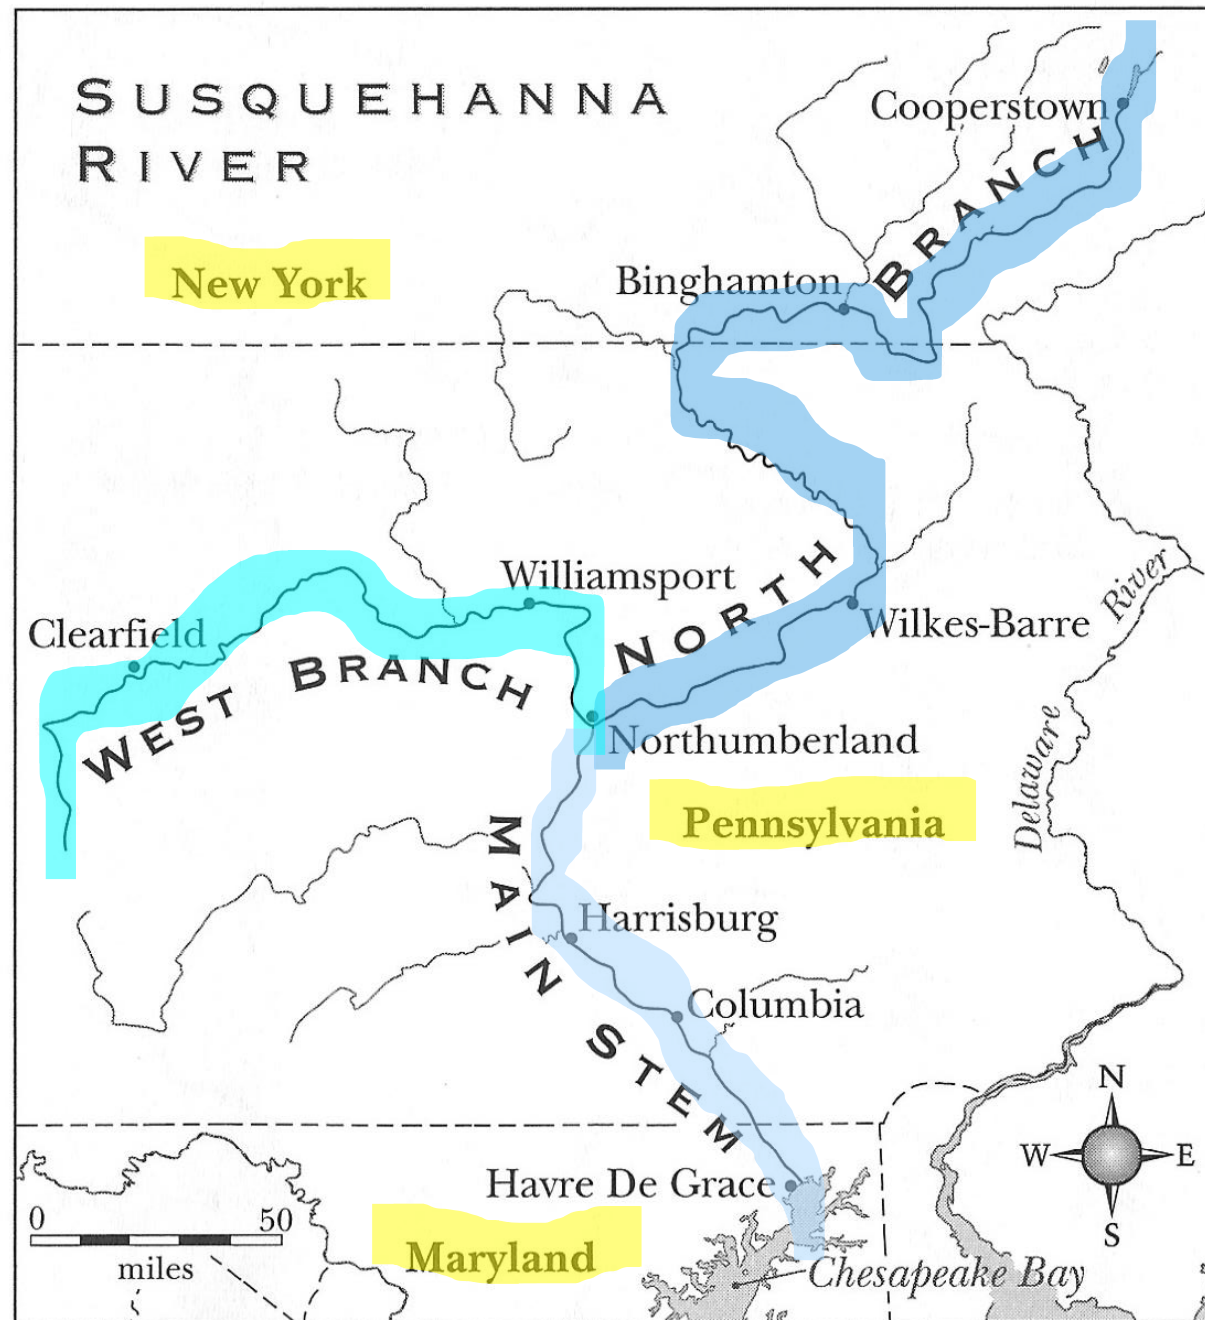 SUSQUEHANNA
RIVER
Cooperstown
New York
Binghamton
NORTH BRANCH
Williamsport
Clearfield
WEST BRANCH
Wilkes-Barre
Delaware River
Northumberland
Pennsylvania
MAIN STEM
Harrisburg
Columbia
N
W E
S
Havre De Grace
0 50
miles
Maryland
Chesapeake Bay